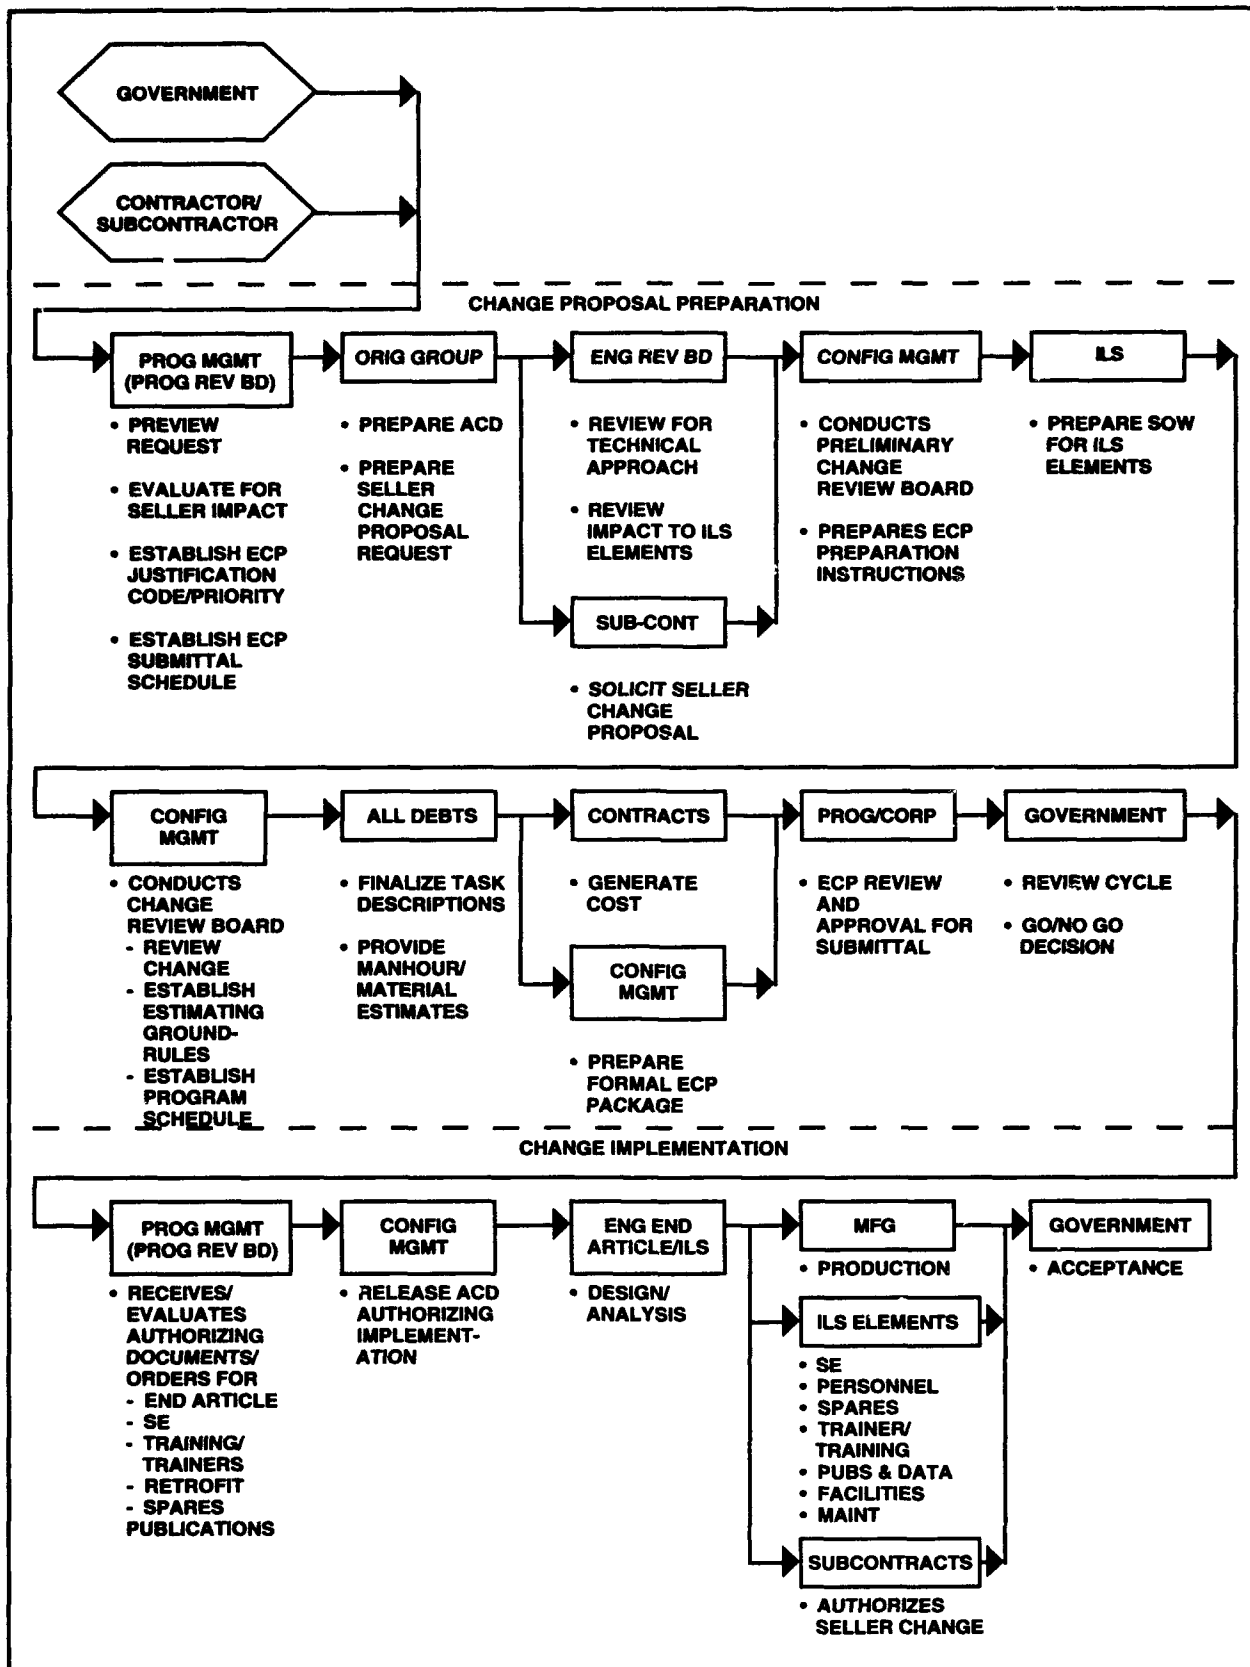 GOVERNMENT
CONTRACTOR/
SUBCONTRACTOR
CHANGE PROPOSAL PREPARATION
PROG MGMT
(PROG REV BD)
• PREVIEW
REQUEST
• EVALUATE FOR
SELLER IMPACT
• ESTABLISH ECP
JUSTIFICATION
CODE/PRIORITY
• ESTABLISH ECP
SUBMITTAL
SCHEDULE
ORIG GROUP
• PREPARE ACD
• PREPARE
SELLER
CHANGE
PROPOSAL
REQUEST
ENG REV BD
• REVIEW FOR
TECHNICAL
APPROACH
• REVIEW
IMPACT TO ILS
ELEMENTS
SUB-CONT
• SOLICIT SELLER
CHANGE
PROPOSAL
CONFIG MGMT
• CONDUCTS
PRELIMINARY
CHANGE
REVIEW BOARD
• PREPARES ECP
PREPARATION
INSTRUCTIONS
ILS
• PREPARE SOW
FOR ILS
ELEMENTS
CONFIG
MGMT
• CONDUCTS
CHANGE
REVIEW BOARD
- REVIEW
CHANGE
- ESTABLISH
ESTIMATING
GROUND-
RULES
- ESTABLISH
PROGRAM
SCHEDULE
ALL DEBTS
• FINALIZE TASK
DESCRIPTIONS
• PROVIDE
MANHOUR/
MATERIAL
ESTIMATES
CONTRACTS
• GENERATE
COST
CONFIG
MGMT
• PREPARE
FORMAL ECP
PACKAGE
PROG/CORP
• ECP REVIEW
AND
APPROVAL FOR
SUBMITTAL
GOVERNMENT
• REVIEW CYCLE
• GO/NO GO
DECISION
CHANGE IMPLEMENTATION
PROG MGMT
(PROG REV BD)
• RECEIVES/
EVALUATES
AUTHORIZING
DOCUMENTS/
ORDERS FOR
- END ARTICLE
- SE
- TRAINING/
TRAINERS
- RETROFIT
- SPARES
PUBLICATIONS
CONFIG
MGMT
• RELEASE ACD
AUTHORIZING
IMPLEMENT-
ATION
ENG END
ARTICLE/ILS
• DESIGN/
ANALYSIS
MFG
• PRODUCTION
ILS ELEMENTS
• SE
• PERSONNEL
• SPARES
• TRAINER/
TRAINING
• PUBS & DATA
• FACILITIES
• MAINT
SUBCONTRACTS
• AUTHORIZES
SELLER CHANGE
GOVERNMENT
• ACCEPTANCE